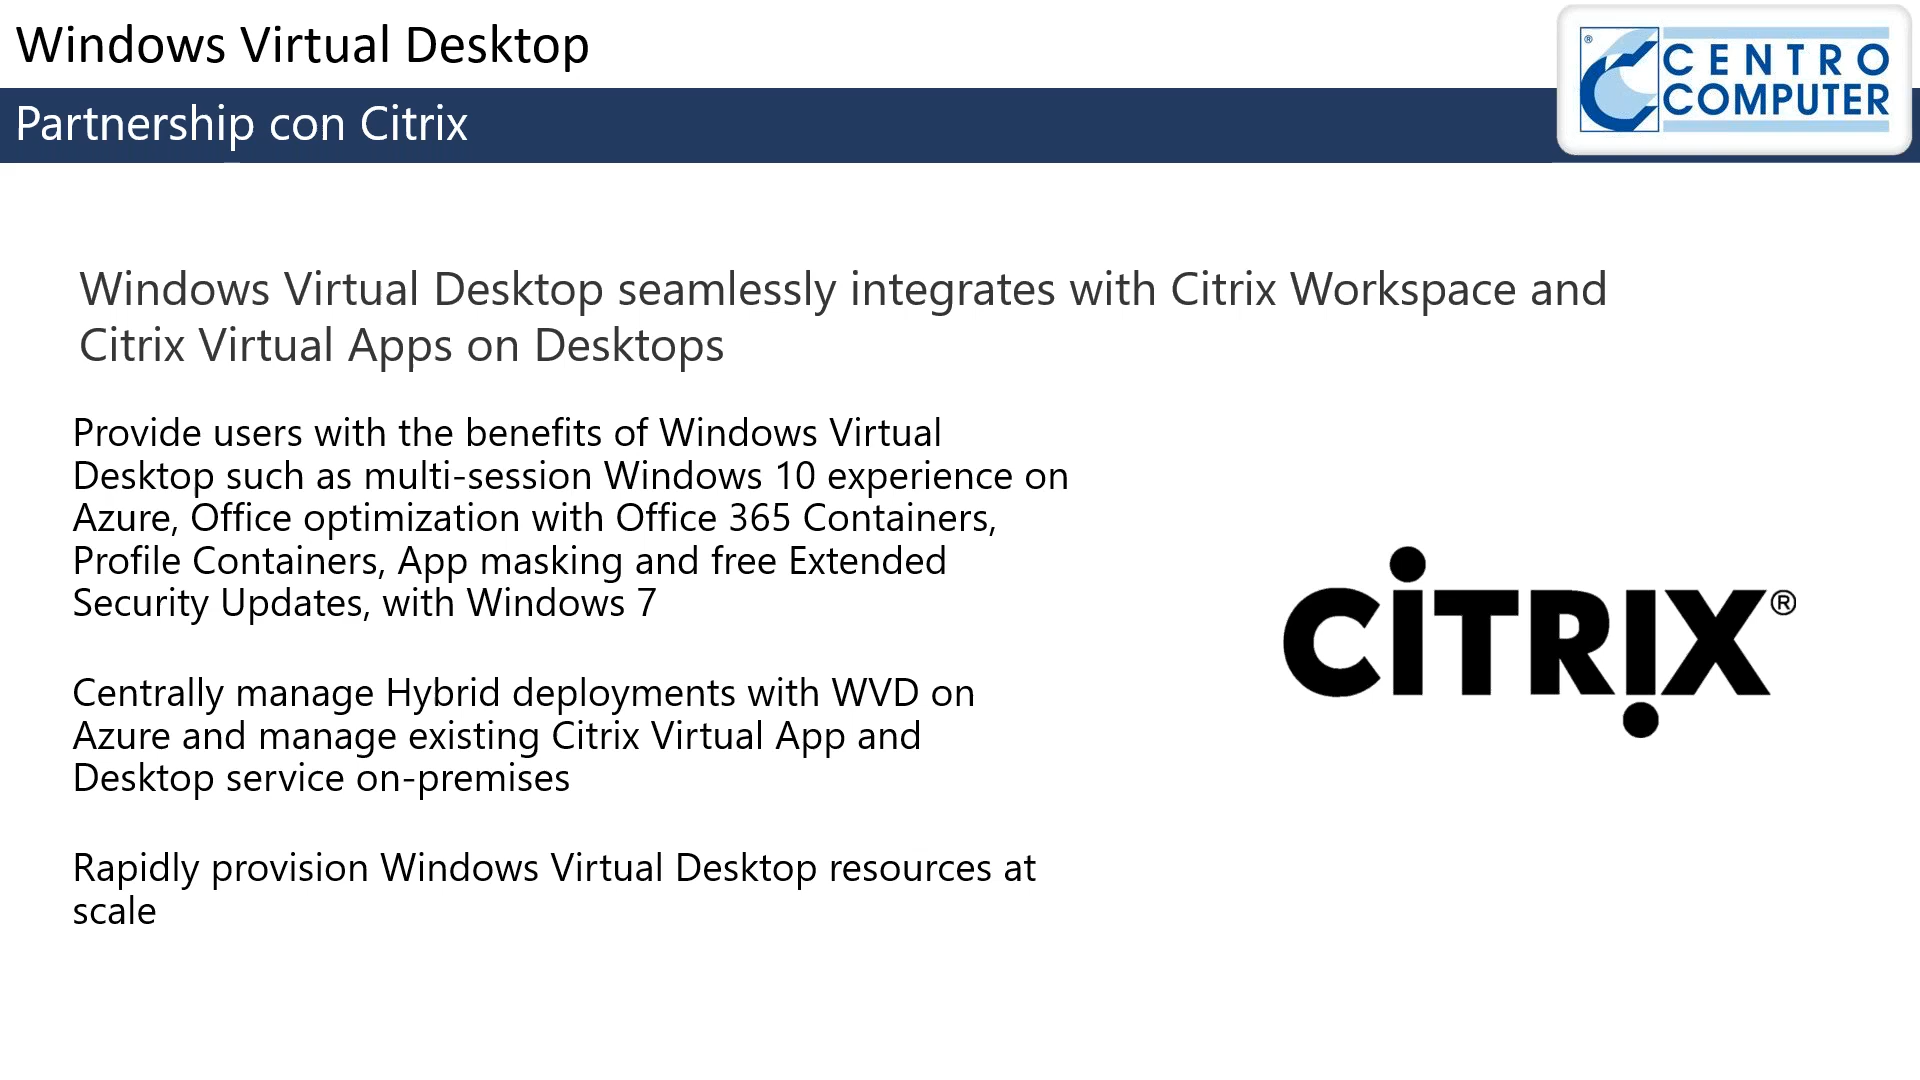 Windows Virtual Desktop
Partnership con Citrix
® CENTRO
COMPUTER
Windows Virtual Desktop seamlessly integrates with Citrix Workspace and
Citrix Virtual Apps on Desktops
Provide users with the benefits of Windows Virtual
Desktop such as multi-session Windows 10 experience on
Azure, Office optimization with Office 365 Containers,
Profile Containers, App masking and free Extended
Security Updates, with Windows 7
Centrally manage Hybrid deployments with WVD on
Azure and manage existing Citrix Virtual App and
Desktop service on-premises
Rapidly provision Windows Virtual Desktop resources at
scale
CiTRIX®